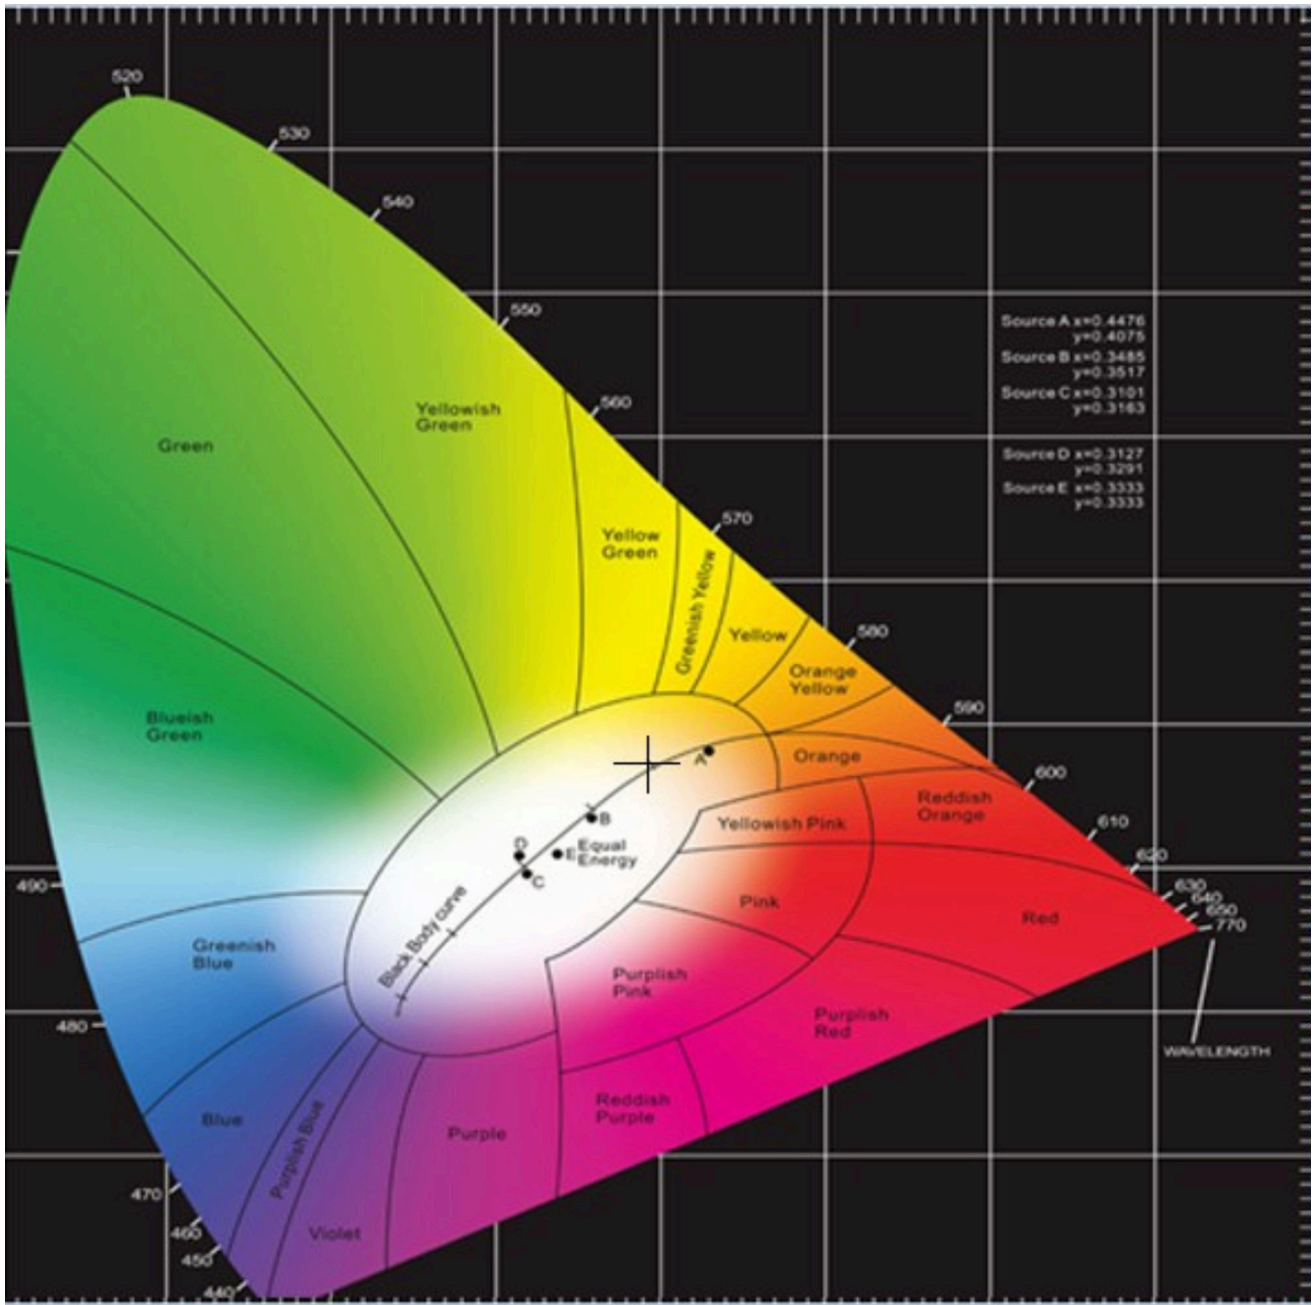 520
530
540
550
560
570
580
590
600
610
620
630
640
650
770
490
480
470
460
450
440
Source A x=0.4476
y=0.4075
Source B x=0.3485
y=0.3517
Source C x=0.3101
y=0.3163
Source D x=0.3127
y=0.3291
Source E x=0.3333
y=0.3333
Green
Yellowish
Green
Yellow
Green
Greenish Yellow
Yellow
Orange
Yellow
Orange
Reddish
Orange
Yellowish Pink
Pink
Red
Purplish
Pink
Purplish
Red
Reddish
Purple
Purple
Violet
Purplish Blue
Blue
Greenish
Blue
Blueish
Green
A
B
E Equal
Energy
D
C
Black Body curve
WAVELENGTH